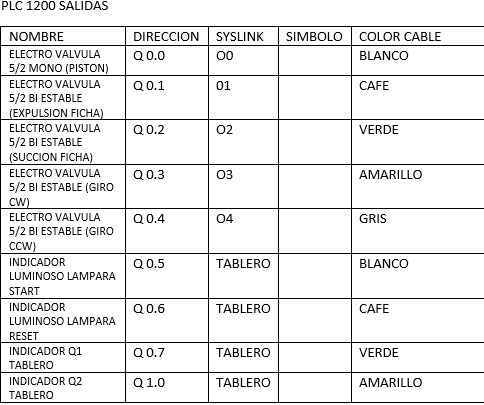 PLC 1200 SALIDAS
NOMBRE DIRECCION SYSLINK SIMBOLO COLOR CABLE
ELECTRO VALVULA Q 0.0 O0 BLANCO
5/2 MONO (PISTON)
ELECTRO VALVULA Q 0.1 01 CAFE
5/2 BI ESTABLE
(EXPULSION FICHA)
ELECTRO VALVULA Q 0.2 O2 VERDE
5/2 BI ESTABLE
(SUCCION FICHA)
ELECTRO VALVULA Q 0.3 O3 AMARILLO
5/2 BI ESTABLE (GIRO
CW)
ELECTRO VALVULA Q 0.4 O4 GRIS
5/2 BI ESTABLE (GIRO
CCW)
INDICADOR Q 0.5 TABLERO BLANCO
LUMINOSO LAMPARA
START
INDICADOR Q 0.6 TABLERO CAFE
LUMINOSO LAMPARA
RESET
INDICADOR Q1 Q 0.7 TABLERO VERDE
TABLERO
INDICADOR Q2 Q 1.0 TABLERO AMARILLO
TABLERO